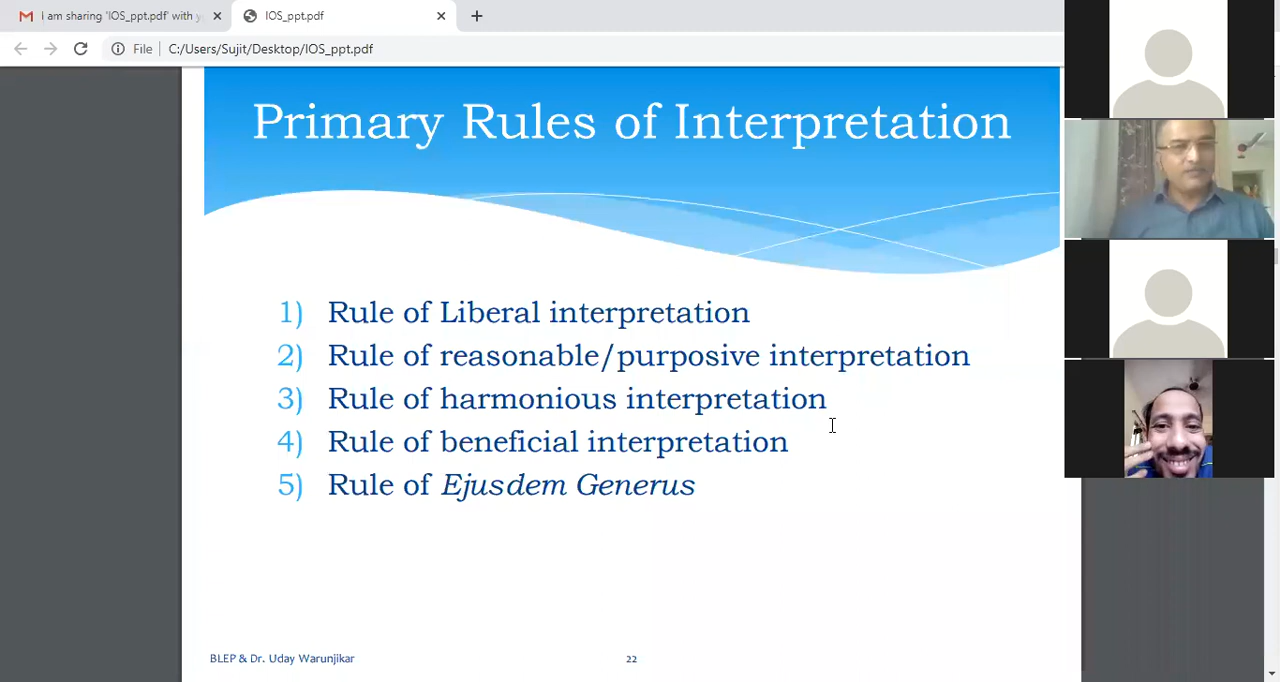 I am sharing 'IOS_ppt.pdf' with
IOS_ppt.pdf
File
C:/Users/Sujit/Desktop/IOS_ppt.pdf
Primary Rules of Interpretation
1) Rule of Liberal interpretation
2) Rule of reasonable/purposive interpretation
3) Rule of harmonious interpretation
4) Rule of beneficial interpretation
5) Rule of Ejusdem Generus
BLEP & Dr. Uday Warunjikar
22